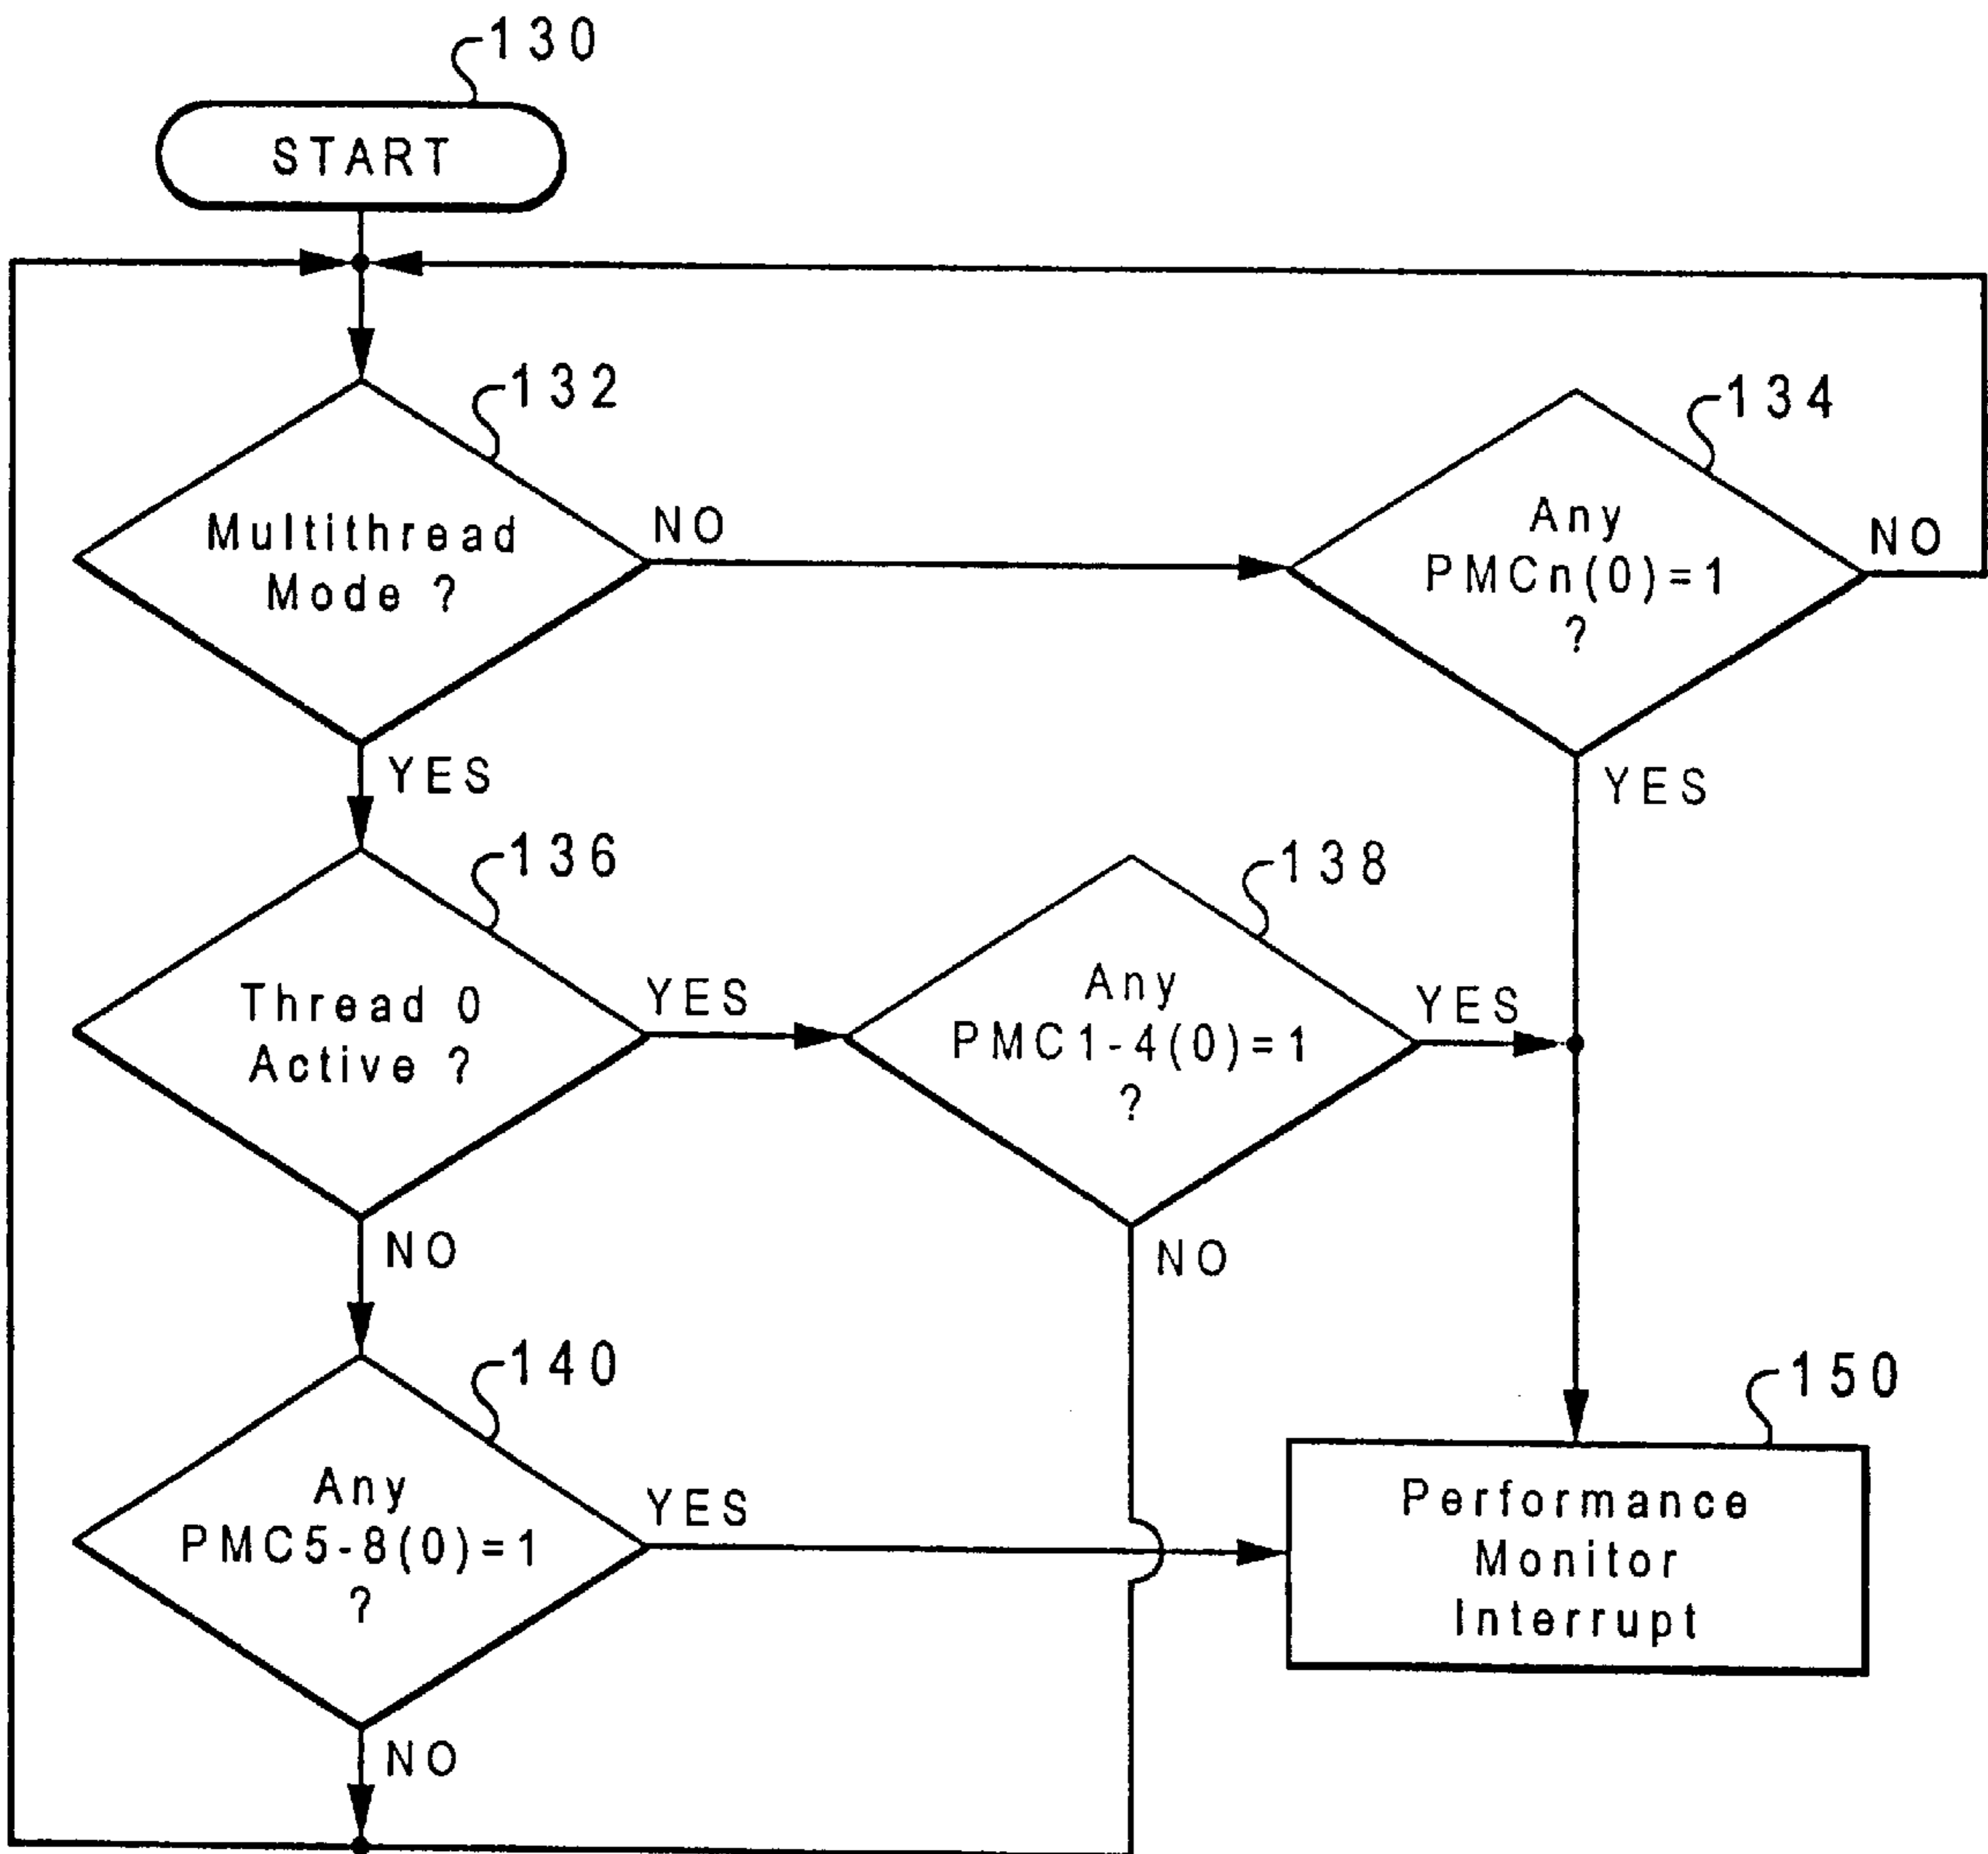 130
START
132
Multithread
Mode ?
NO
YES
134
Any
PMCn(0)=1
?
NO
YES
136
Thread 0
Active ?
YES
NO
138
Any
PMC1-4(0)=1
?
YES
NO
140
Any
PMC5-8(0)=1
?
YES
NO
150
Performance
Monitor
Interrupt